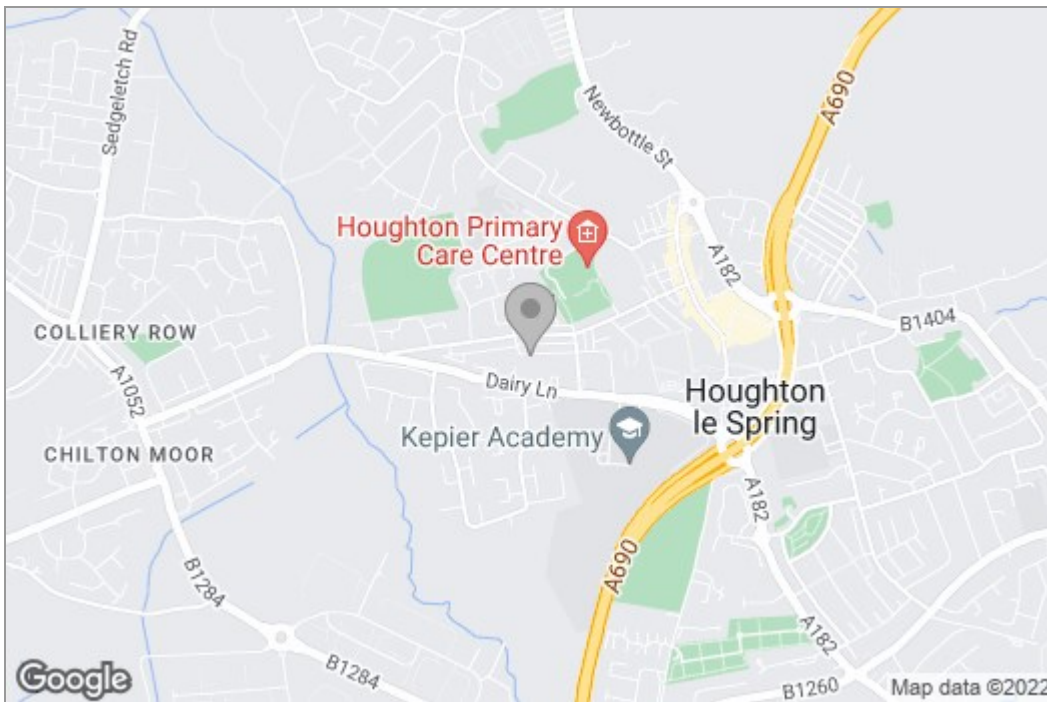 Sedgeletch Rd
A690
Newbottle St
Houghton Primary
Care Centre
A182
B1404
COLLIERY ROW
A1052
Dairy Ln
Houghton
le Spring
Kepier Academy
CHILTON MOOR
A182
A690
B1284
A182
B1284
B1260
Google
Map data ©2022